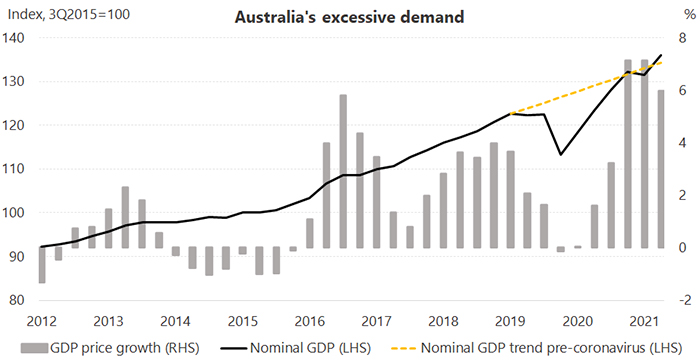 Index, 3Q2015=100 Australia's excessive demand %
140 8
130 6
120 4
110 2
100 0
90 -2
80
2012 2013 2014 2015 2016 2017 2018 2019 2020 2021
GDP price growth (RHS) Nominal GDP (LHS) Nominal GDP trend pre-coronavirus (LHS)